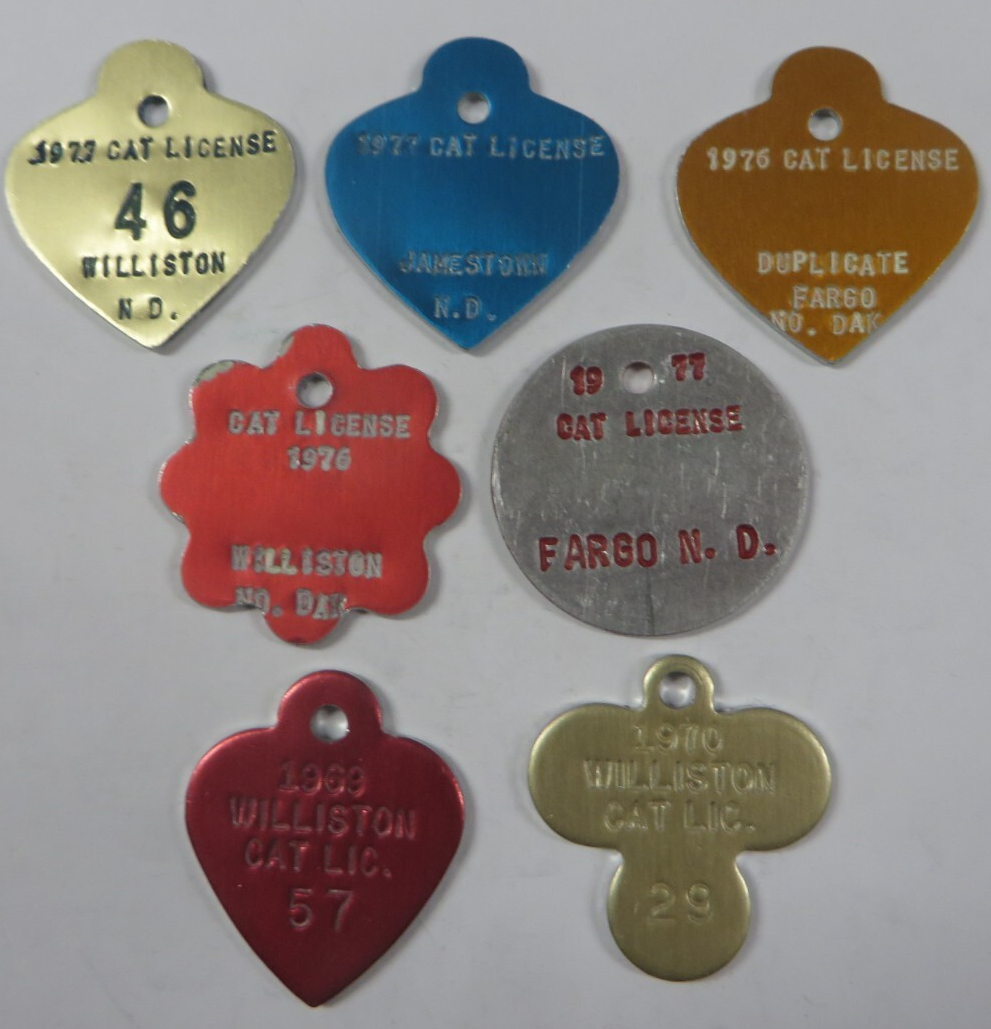 1977 CAT LICENSE
46
WILLISTON
N D.
1977 CAT LICENSE
JAMESTOWN
N.D.
1976 CAT LICENSE
DUPLICATE
FARGO
NO. DAK
CAT LICENSE
1976
WILLISTON
NO. DAK
19 77
CAT LICENSE
FARGO N. D.
1969
WILLISTON
CAT LIC.
57
1970
WILLISTON
CAT LIC.
29